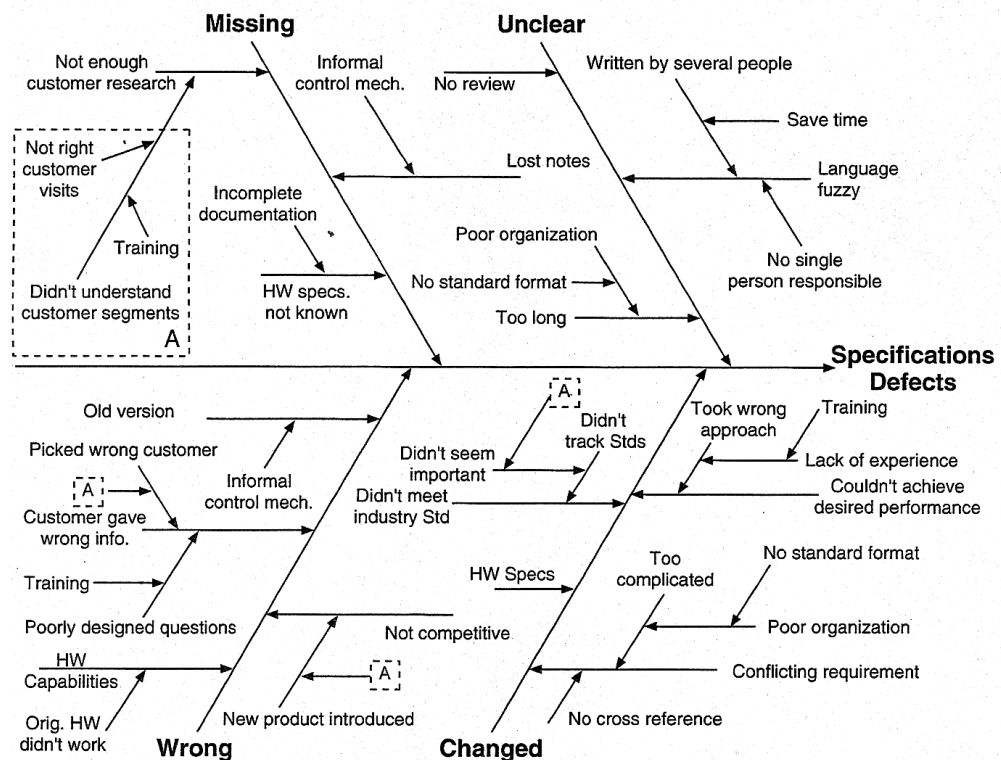 Missing
Unclear
Not enough
customer research
Informal
control mech.
No review
Written by several people
Save time
Not right
customer
visits
Lost notes
Language
fuzzy
Incomplete
documentation
Training
Poor organization
No single
person responsible
Didn't understand
customer segments
A
HW specs.
not known
No standard format
Too long
Specifications
Defects
Old version
A
Didn't
track Stds
Took wrong
approach
Training
Picked wrong customer
Didn't seem
important
Lack of experience
A
Informal
control mech.
Didn't meet
industry Std
Couldn't achieve
desired performance
Customer gave
wrong info.
Training
HW Specs
Too
complicated
No standard format
Poorly designed questions
Not competitive
Poor organization
HW
Capabilities
A
Conflicting requirement
Orig. HW
didn't work
New product introduced
No cross reference
Wrong
Changed